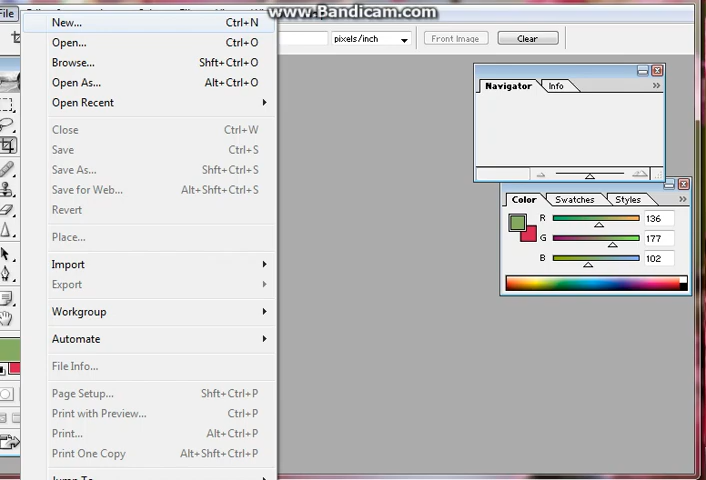 www.Bandicam.com
File
New... Ctrl+N
Open... Ctrl+O
Browse... Shft+Ctrl+O
Open As... Alt+Ctrl+O
Open Recent
Close Ctrl+W
Save Ctrl+S
Save As... Shft+Ctrl+S
Save for Web... Alt+Shft+Ctrl+S
Revert
Place...
Import
Export
Workgroup
Automate
File Info...
Page Setup... Shft+Ctrl+P
Print with Preview... Ctrl+P
Print... Alt+Ctrl+P
Print One Copy Alt+Shft+Ctrl+P
Jump To
pixels/inch Front Image Clear
Navigator Info
Color Swatches Styles
R 136
G 177
B 102